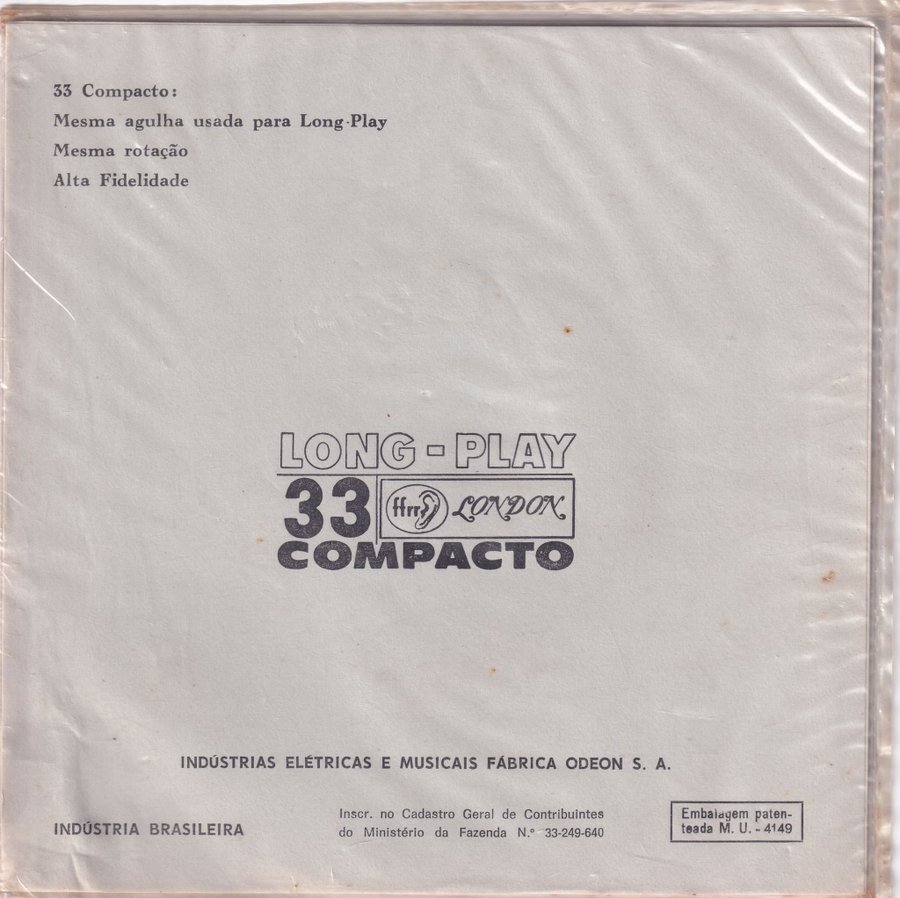 33 Compacto:
Mesma agulha usada para Long-Play
Mesma rotação
Alta Fidelidade
LONG-PLAY
33 ffrr LONDON
COMPACTO
INDÚSTRIAS ELÉTRICAS E MUSICAIS FÁBRICA ODEON S. A.
INDÚSTRIA BRASILEIRA
Inscr. no Cadastro Geral de Contribuintes
do Ministério da Fazenda N.º 33-249-640
Embalagem paten-
teada M. U. - 4149